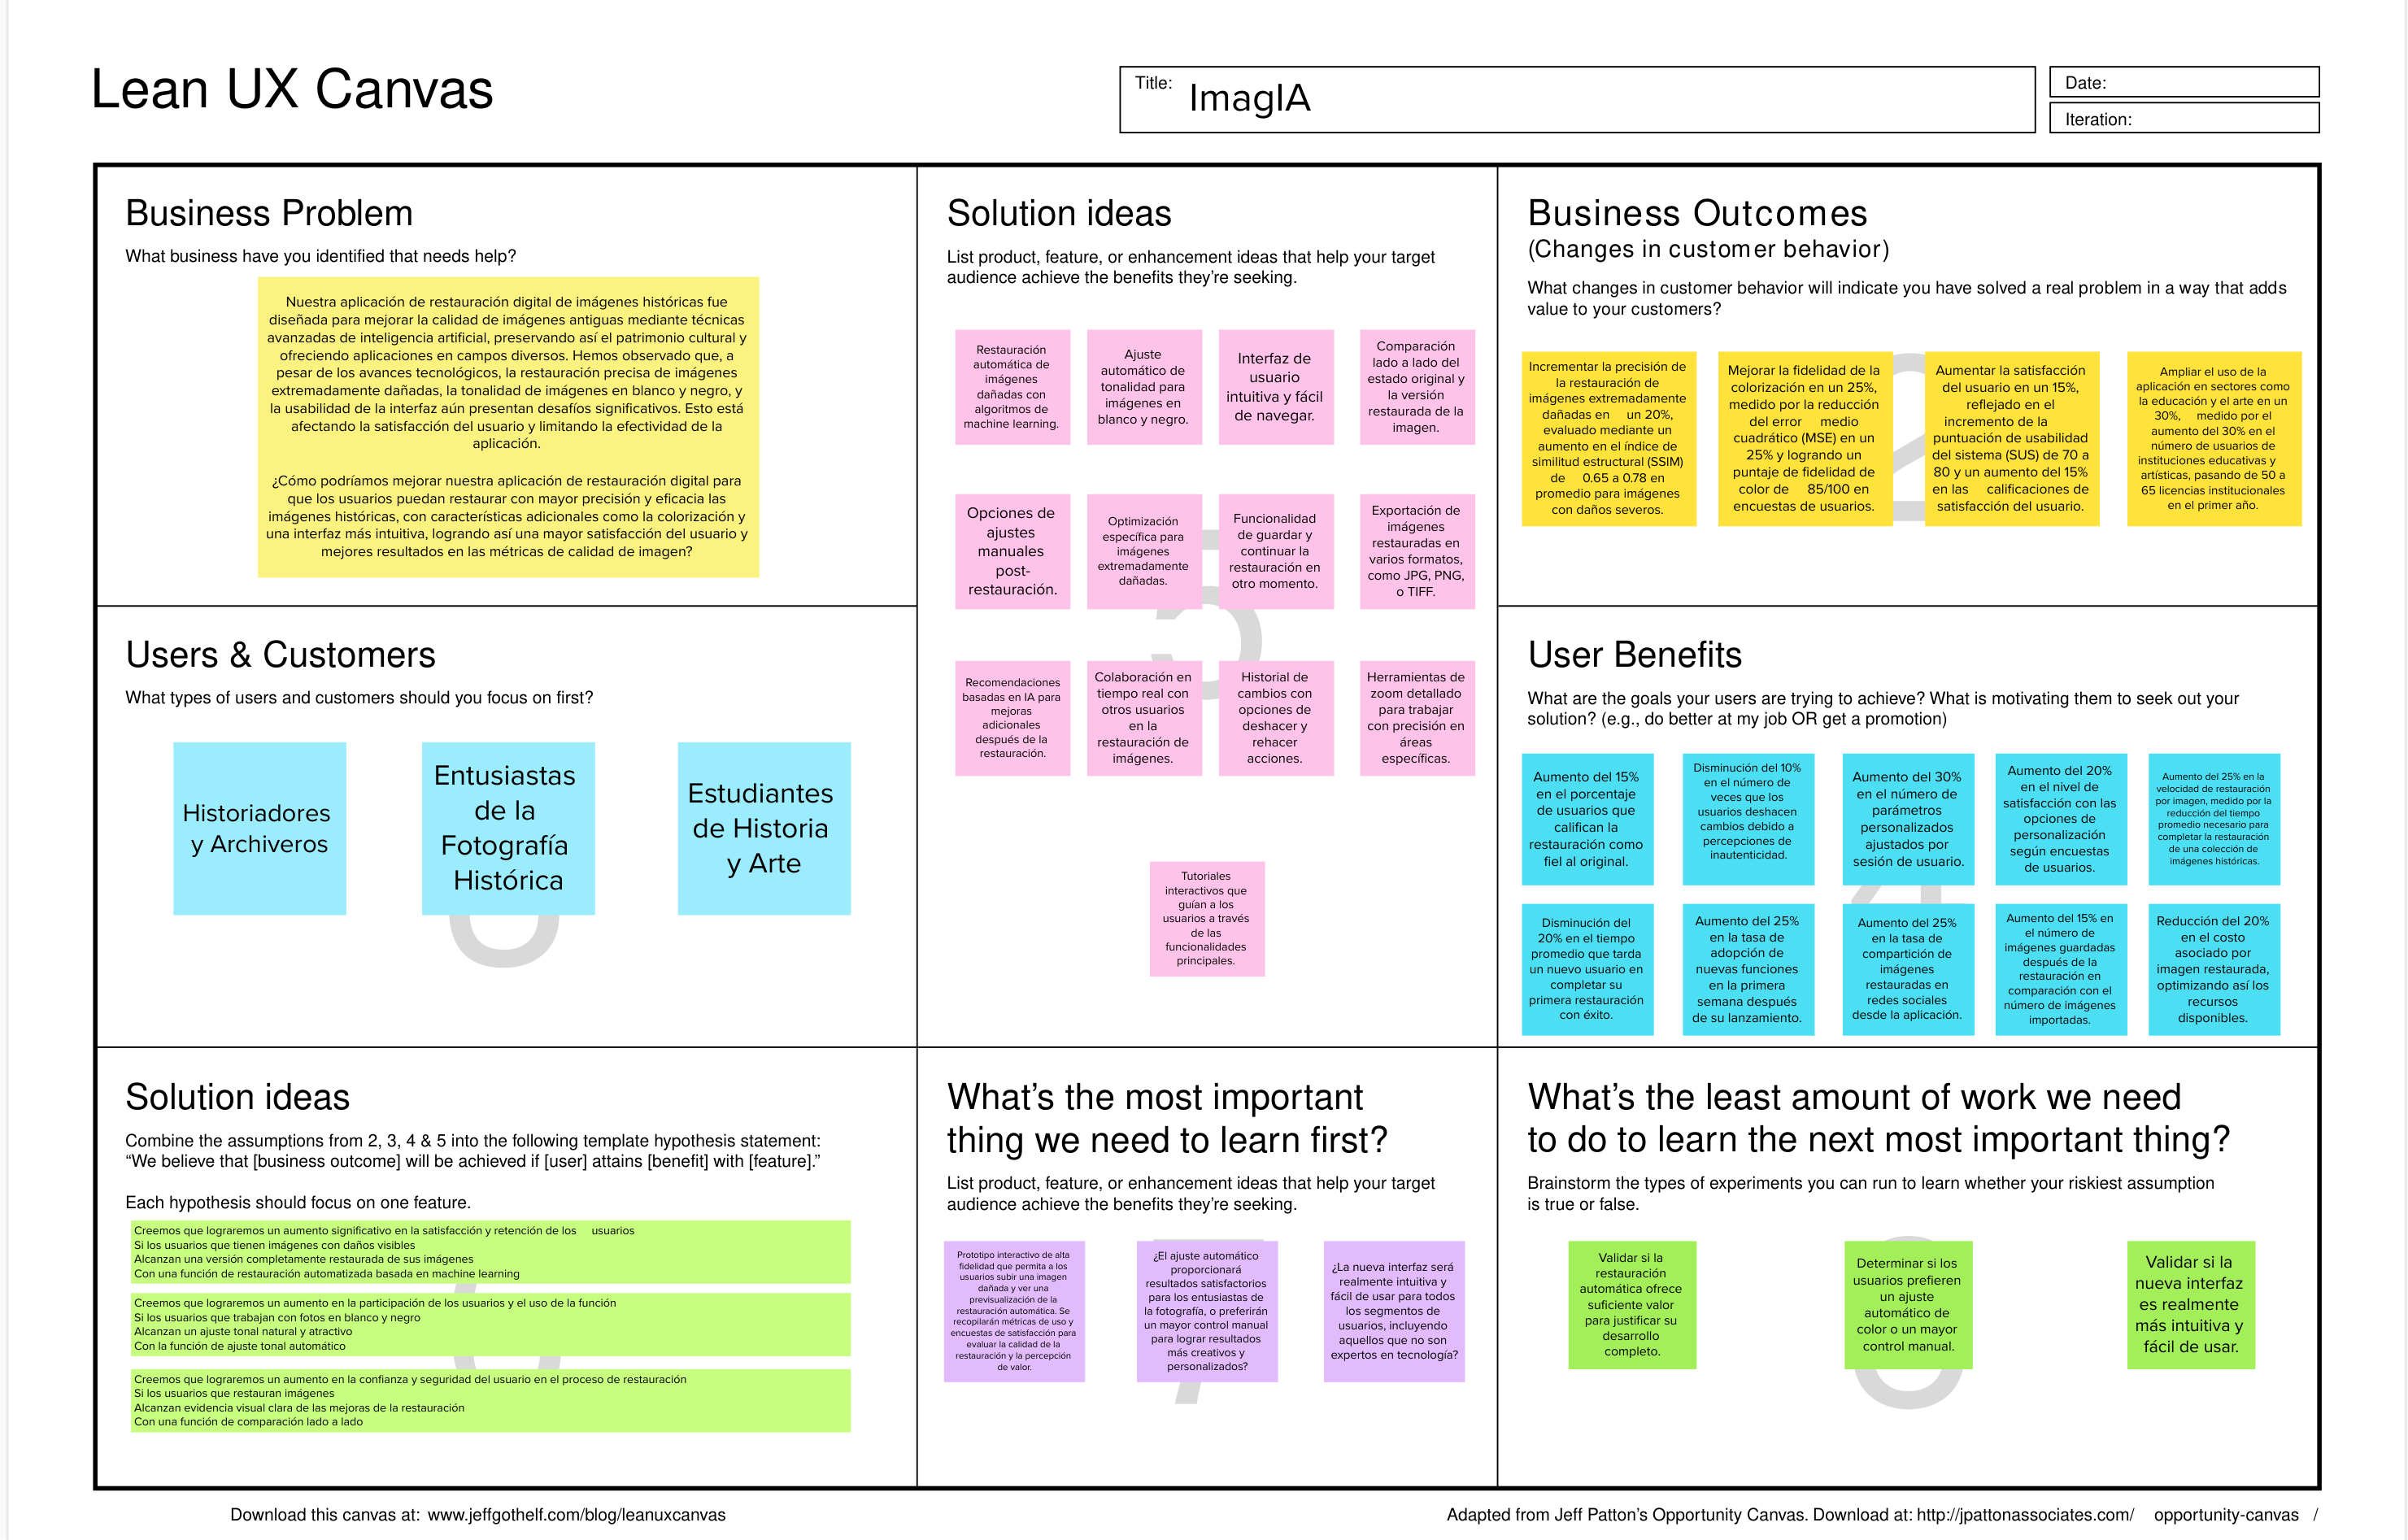 Lean UX Canvas
Title: ImagIA
Date:
Iteration:
Business Problem
What business have you identified that needs help?
Nuestra aplicación de restauración digital de imágenes históricas fue
diseñada para mejorar la calidad de imágenes antiguas mediante técnicas
avanzadas de inteligencia artificial, preservando así el patrimonio cultural y
ofreciendo aplicaciones en campos diversos. Hemos observado que, a
pesar de los avances tecnológicos, la restauración precisa de imágenes
extremadamente dañadas, la tonalidad de imágenes en blanco y negro, y
la usabilidad de la interfaz aún presentan desafíos significativos. Esto está
afectando la satisfacción del usuario y limitando la efectividad de la
aplicación.
¿Cómo podríamos mejorar nuestra aplicación de restauración digital para
que los usuarios puedan restaurar con mayor precisión y eficacia las
imágenes históricas, con características adicionales como la colorización y
una interfaz más intuitiva, logrando así una mayor satisfacción del usuario y
mejores resultados en las métricas de calidad de imagen?
Users & Customers
What types of users and customers should you focus on first?
Historiadores
y Archiveros
Entusiastas
de la
Fotografía
Histórica
Estudiantes
de Historia
y Arte
3
Solution ideas
List product, feature, or enhancement ideas that help your target
audience achieve the benefits they're seeking.
Restauración
automática de
imágenes
dañadas con
algoritmos de
machine learning.
Ajuste
automático de
tonalidad para
imágenes en
blanco y negro.
Interfaz de
usuario
intuitiva y fácil
de navegar.
Comparación
lado a lado del
estado original y
la versión
restaurada de la
imagen.
Opciones de
ajustes
manuales
post-
restauración.
Optimización
específica para
imágenes
extremadamente
dañadas.
Funcionalidad
de guardar y
continuar la
restauración en
otro momento.
Exportación de
imágenes
restauradas en
varios formatos,
como JPG, PNG,
o TIFF.
5
Recomendaciones
basadas en IA para
mejoras
adicionales
después de la
restauración.
Colaboración en
tiempo real con
otros usuarios
en la
restauración de
imágenes.
Historial de
cambios con
opciones de
deshacer y
rehacer
acciones.
Herramientas de
zoom detallado
para trabajar
con precisión en
áreas
específicas.
Tutoriales
interactivos que
guían a los
usuarios a través
de las
funcionalidades
principales.
Business Outcomes
(Changes in customer behavior)
What changes in customer behavior will indicate you have solved a real problem in a way that adds
value to your customers?
Incrementar la precisión de
la restauración de
imágenes extremadamente
dañadas en un 20%,
evaluado mediante un
aumento en el índice de
similitud estructural (SSIM)
de 0.65 a 0.78 en
promedio para imágenes
con daños severos.
Mejorar la fidelidad de la
colorización en un 25%,
medido por la reducción
del error medio
cuadrático (MSE) en un
25% y logrando un
puntaje de fidelidad de
color de 85/100 en
encuestas de usuarios.
2
Aumentar la satisfacción
del usuario en un 15%,
reflejado en el
incremento de la
puntuación de usabilidad
del sistema (SUS) de 70 a
80 y un aumento del 15%
en las calificaciones de
satisfacción del usuario.
Ampliar el uso de la
aplicación en sectores como
la educación y el arte en un
30%, medido por el
aumento del 30% en el
número de usuarios de
instituciones educativas y
artísticas, pasando de 50 a
65 licencias institucionales
en el primer año.
User Benefits
What are the goals your users are trying to achieve? What is motivating them to seek out your
solution? (e.g., do better at my job OR get a promotion)
Aumento del 15%
en el porcentaje
de usuarios que
califican la
restauración como
fiel al original.
Disminución del 10%
en el número de
veces que los
usuarios deshacen
cambios debido a
percepciones de
inautenticidad.
Aumento del 30%
en el número de
parámetros
personalizados
ajustados por
sesión de usuario.
Aumento del 20%
en el nivel de
satisfacción con las
opciones de
personalización
según encuestas
de usuarios.
Aumento del 25% en la
velocidad de restauración
por imagen, medido por la
reducción del tiempo
promedio necesario para
completar la restauración
de una colección de
imágenes históricas.
4
Disminución del
20% en el tiempo
promedio que tarda
un nuevo usuario en
completar su
primera restauración
con éxito.
Aumento del 25%
en la tasa de
adopción de
nuevas funciones
en la primera
semana después
de su lanzamiento.
Aumento del 25%
en la tasa de
compartición de
imágenes
restauradas en
redes sociales
desde la aplicación.
Aumento del 15% en
el número de
imágenes guardadas
después de la
restauración en
comparación con el
número de imágenes
importadas.
Reducción del 20%
en el costo
asociado por
imagen restaurada,
optimizando así los
recursos
disponibles.
Solution ideas
Combine the assumptions from 2, 3, 4 & 5 into the following template hypothesis statement:
“We believe that [business outcome] will be achieved if [user] attains [benefit] with [feature].”
Each hypothesis should focus on one feature.
Creemos que lograremos un aumento significativo en la satisfacción y retención de los usuarios
Si los usuarios que tienen imágenes con daños visibles
Alcanzan una versión completamente restaurada de sus imágenes
Con una función de restauración automatizada basada en machine learning
Creemos que lograremos un aumento en la participación de los usuarios y el uso de la función
Si los usuarios que trabajan con fotos en blanco y negro
Alcanzan un ajuste tonal natural y atractivo
Con la función de ajuste tonal automático
6
Creemos que lograremos un aumento en la confianza y seguridad del usuario en el proceso de restauración
Si los usuarios que restauran imágenes
Alcanzan evidencia visual clara de las mejoras de la restauración
Con una función de comparación lado a lado
What's the most important
thing we need to learn first?
List product, feature, or enhancement ideas that help your target
audience achieve the benefits they're seeking.
Prototipo interactivo de alta
fidelidad que permita a los
usuarios subir una imagen
dañada y ver una
previsualización de la
restauración automática. Se
recopilarán métricas de uso y
encuestas de satisfacción para
evaluar la calidad de la
restauración y la percepción
de valor.
¿El ajuste automático
proporcionará
resultados satisfactorios
para los entusiastas de
la fotografía, o preferirán
un mayor control manual
para lograr resultados
más creativos y
personalizados?
7
¿La nueva interfaz será
realmente intuitiva y
fácil de usar para todos
los segmentos de
usuarios, incluyendo
aquellos que no son
expertos en tecnología?
What's the least amount of work we need
to do to learn the next most important thing?
Brainstorm the types of experiments you can run to learn whether your riskiest assumption
is true or false.
Validar si la
restauración
automática ofrece
suficiente valor
para justificar su
desarrollo
completo.
Determinar si los
usuarios prefieren
un ajuste
automático de
color o un mayor
control manual.
8
Validar si la
nueva interfaz
es realmente
más intuitiva y
fácil de usar.
Download this canvas at: www.jeffgothelf.com/blog/leanuxcanvas
Adapted from Jeff Patton's Opportunity Canvas. Download at: http://jpattonassociates.com/ opportunity-canvas /